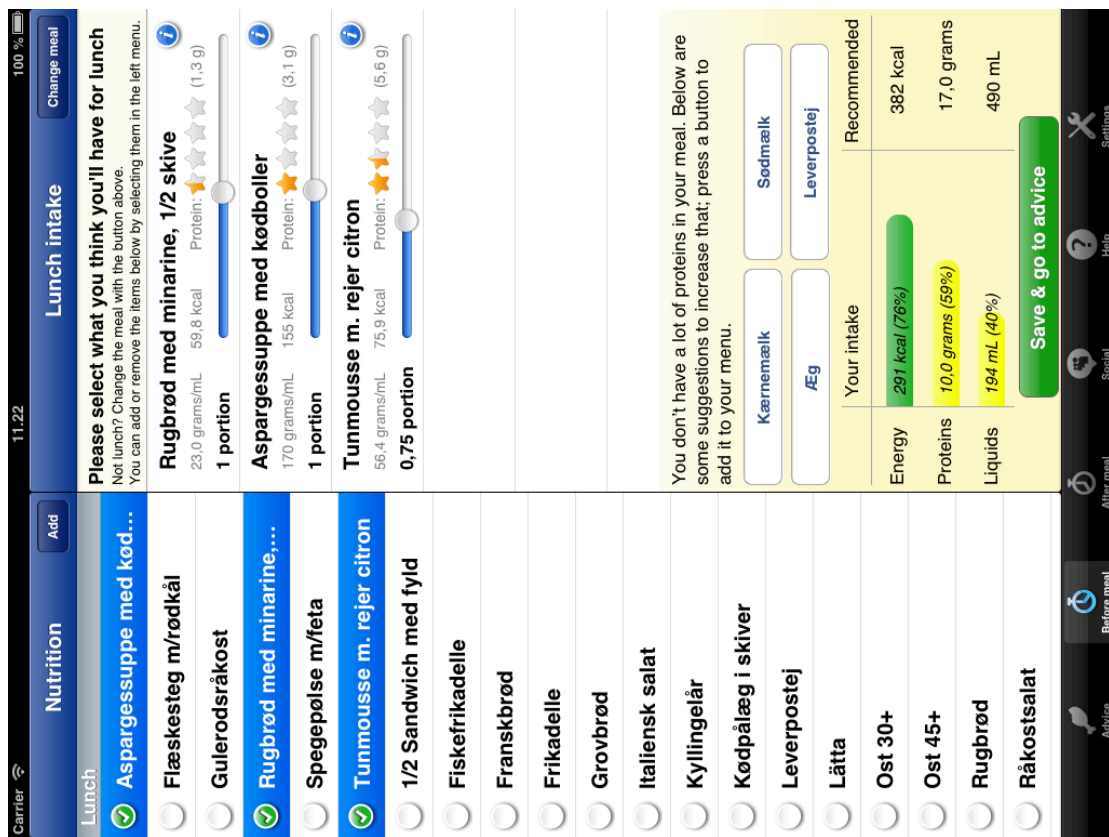 Carrier
11.22
100 %
Nutrition
Add
Lunch
Aspargessuppe med kød...
Flæskesteg m/rødkål
Gulerodsråkost
Rugbrød med minarine,...
Spegepølse m/feta
Tunmousse m. rejer citron
1/2 Sandwich med fyld
Fiskefrikadelle
Franskbrød
Frikadelle
Grovbrød
Italiensk salat
Kyllingelår
Kødpålæg i skiver
Leverpostej
Lätta
Ost 30+
Ost 45+
Rugbrød
Råkostsalat
Lunch intake
Change meal
Please select what you think you'll have for lunch
Not lunch? Change the meal with the button above.
You can add or remove the items below by selecting them in the left menu.
Rugbrød med minarine, 1/2 skive
23,0 grams/mL 59,8 kcal Protein: (1,3 g)
1 portion
Aspargessuppe med kødboller
170 grams/mL 155 kcal Protein: (3,1 g)
1 portion
Tunmousse m. rejer citron
56,4 grams/mL 75,9 kcal Protein: (5,6 g)
0,75 portion
You don't have a lot of proteins in your meal. Below are
some suggestions to increase that; press a button to
add it to your menu.
Kærnemælk Sødmælk
Æg Leverpostej
Your intake Recommended
Energy 291 kcal (76%) 382 kcal
Proteins 10,0 grams (59%) 17,0 grams
Liquids 194 mL (40%) 490 mL
Save & go to advice
Advice Before meal After meal Social Help Settings